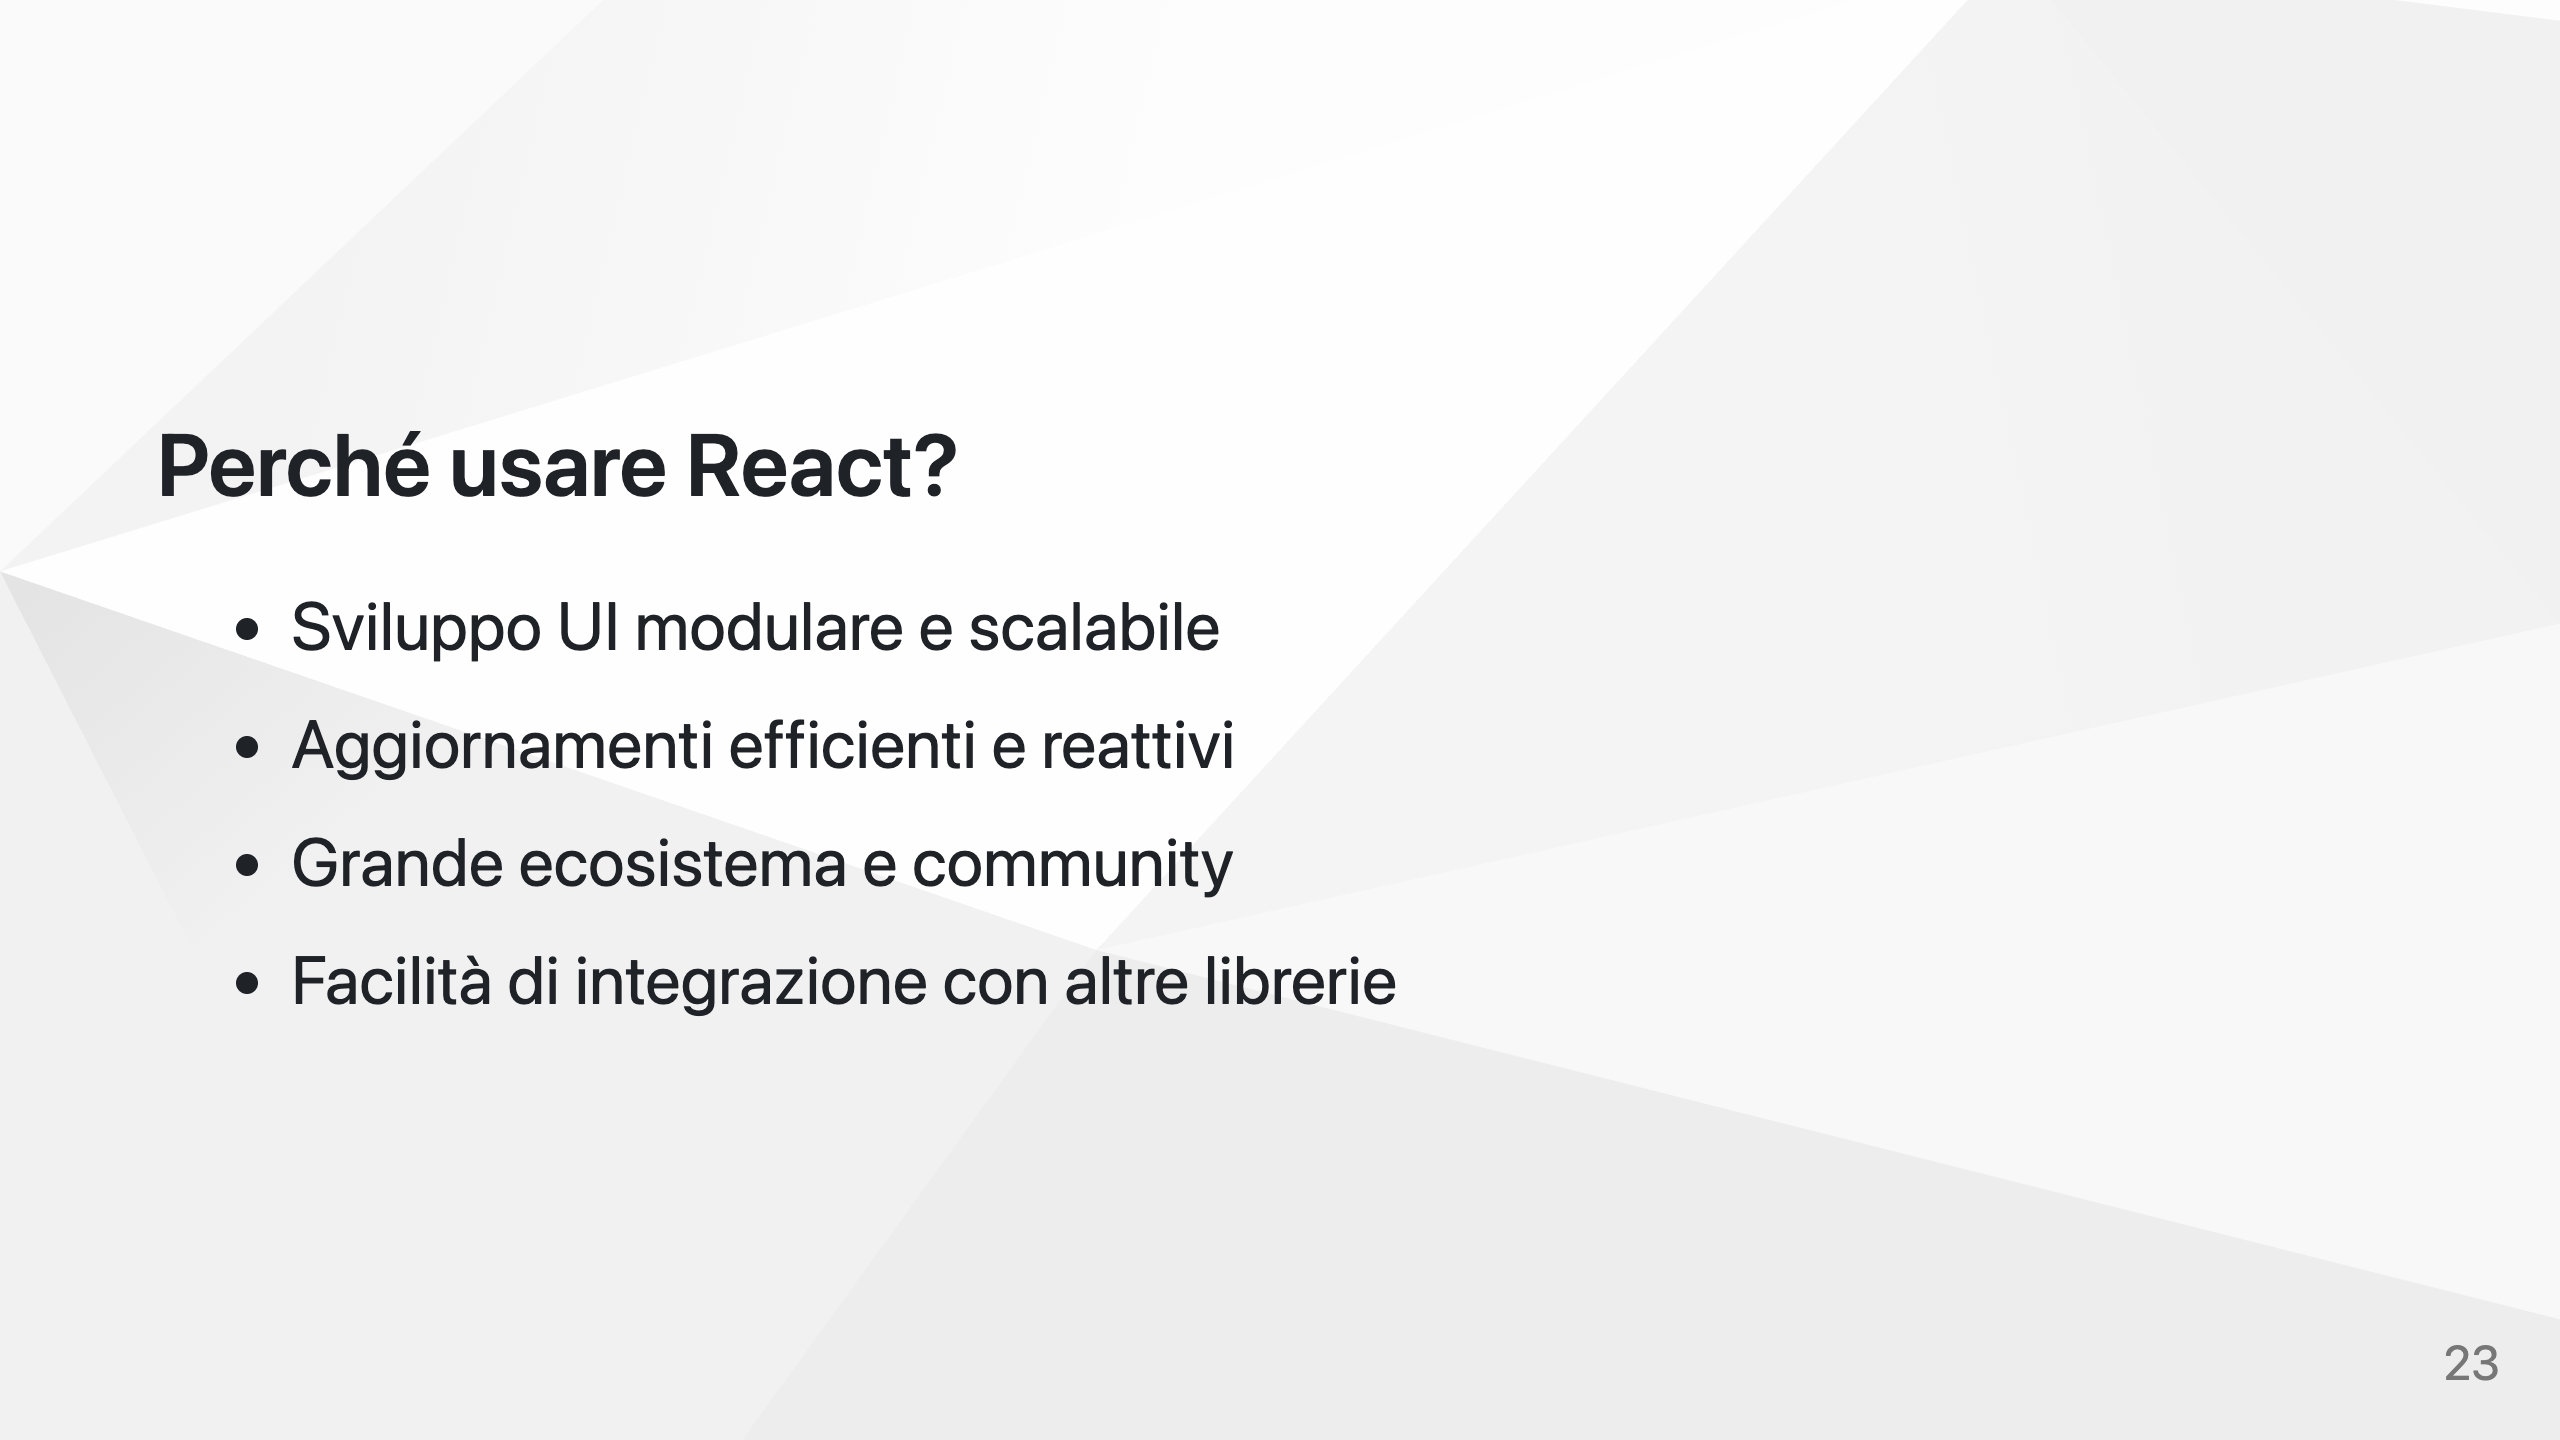 Perché usare React?
• Sviluppo UI modulare e scalabile
• Aggiornamenti efficienti e reattivi
• Grande ecosistema e community
• Facilità di integrazione con altre librerie
23